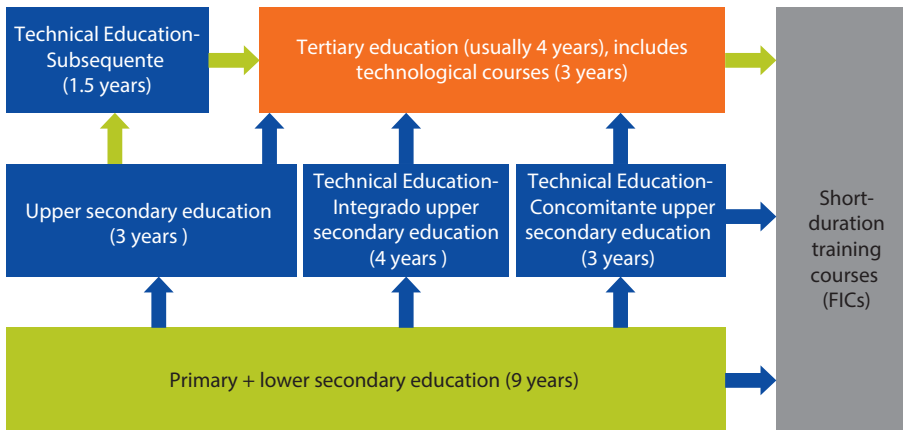 Technical Education-
Subsequente
(1.5 years)
Tertiary education (usually 4 years), includes
technological courses (3 years)
Upper secondary education
(3 years )
Technical Education-
Integrado upper
secondary education
(4 years )
Technical Education-
Concomitante upper
secondary education
(3 years)
Short-
duration
training
courses
(FICs)
Primary + lower secondary education (9 years)